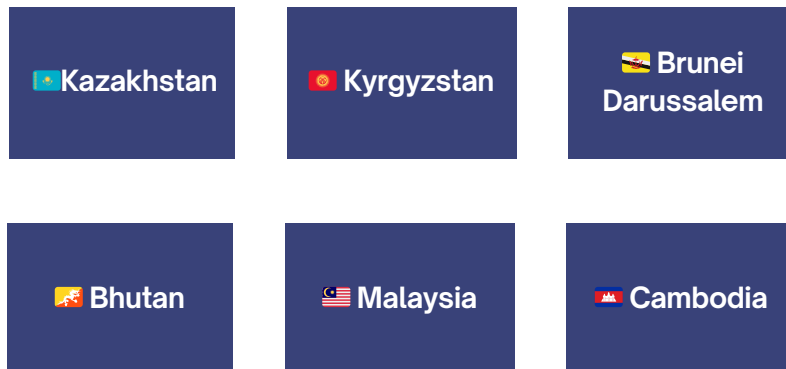 Kazakhstan
Kyrgyzstan
Brunei
Darussalem
Bhutan
Malaysia
Cambodia